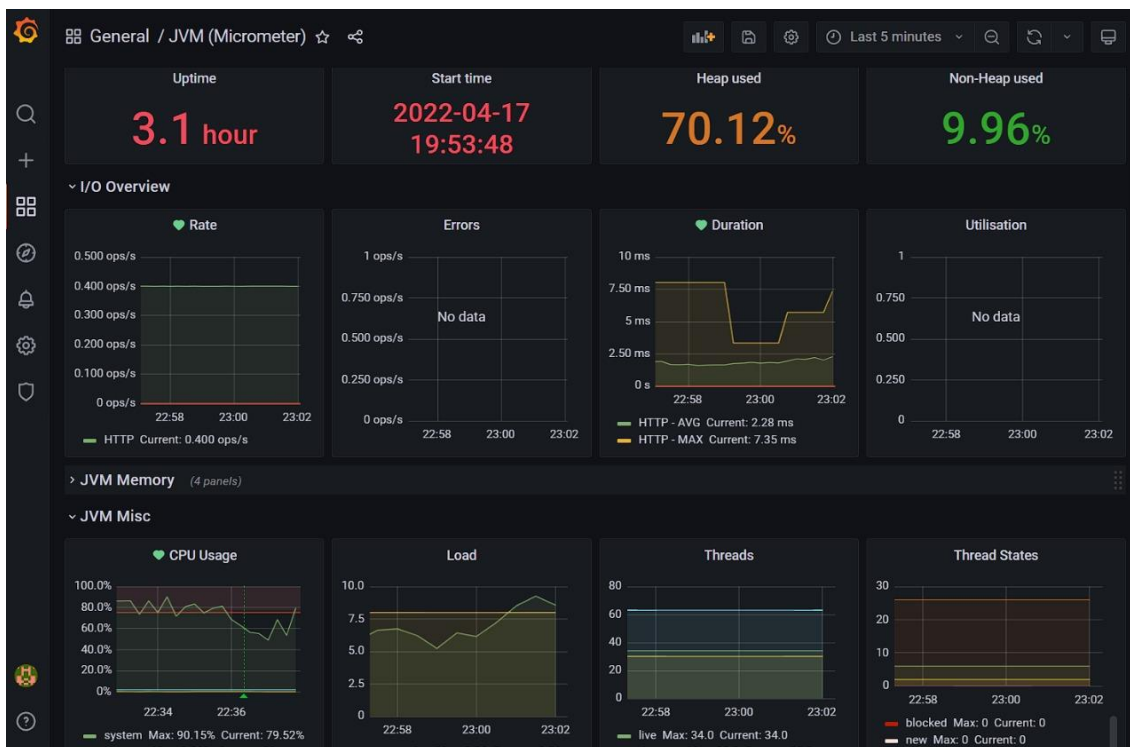 General / JVM (Micrometer)
Last 5 minutes
Uptime
3.1 hour
Start time
2022-04-17
19:53:48
Heap used
70.12%
Non-Heap used
9.96%
I/O Overview
Rate
0.500 ops/s
0.400 ops/s
0.300 ops/s
0.200 ops/s
0.100 ops/s
0 ops/s
22:58 23:00 23:02
HTTP Current: 0.400 ops/s
Errors
1 ops/s
0.750 ops/s
0.500 ops/s
0.250 ops/s
0 ops/s
No data
22:58 23:00 23:02
Duration
10 ms
7.50 ms
5 ms
2.50 ms
0 s
22:58 23:00 23:02
HTTP - AVG Current: 2.28 ms
HTTP - MAX Current: 7.35 ms
Utilisation
1
0.750
0.500
0.250
0
No data
22:58 23:00 23:02
JVM Memory (4 panels)
JVM Misc
CPU Usage
100.0%
80.0%
60.0%
40.0%
20.0%
0%
22:34 22:36
system Max: 90.15% Current: 79.52%
Load
10.0
7.5
5.0
2.5
0
22:58 23:00 23:02
Threads
80
60
40
20
0
22:58 23:00 23:02
live Max: 34.0 Current: 34.0
Thread States
30
20
10
0
22:58 23:00 23:02
blocked Max: 0 Current: 0
new Max: 0 Current: 0